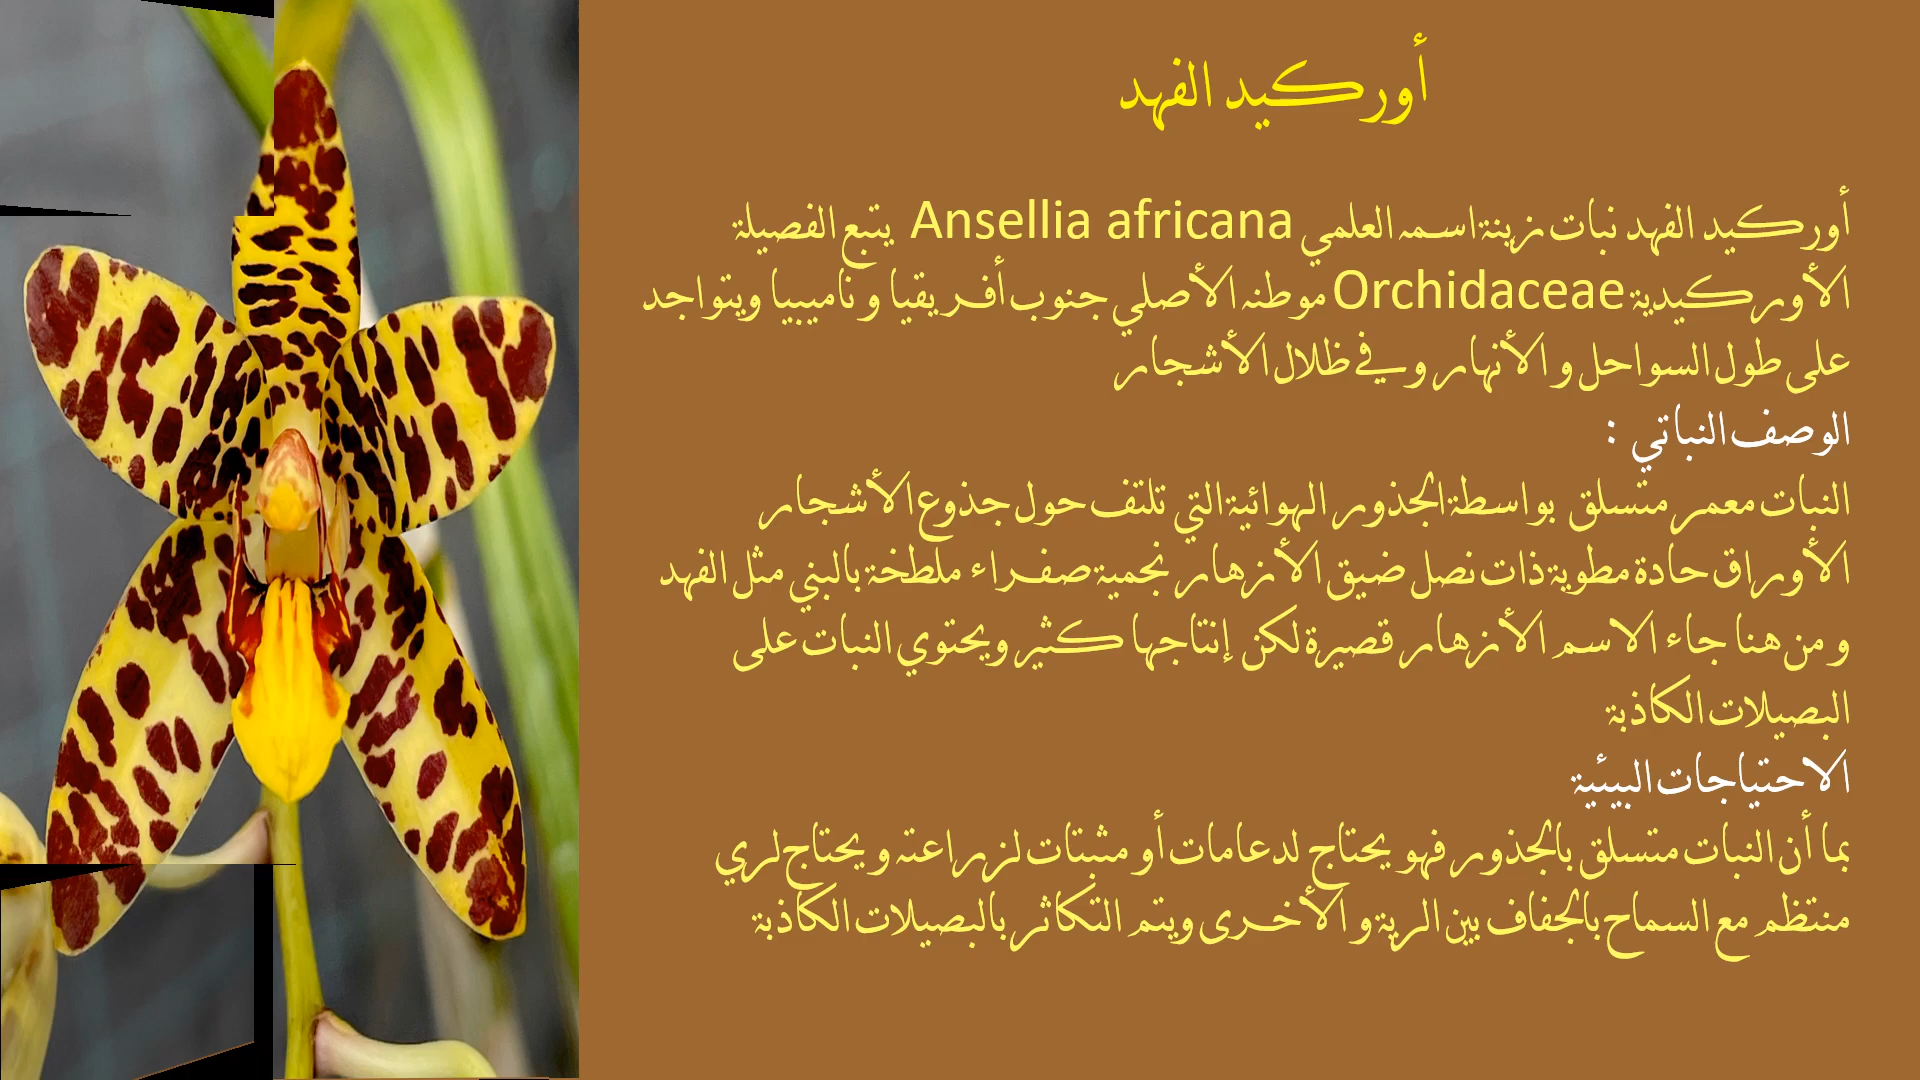 أوركيد الفهد
أوركيد الفهد نبات زينة اسمه العلمي Ansellia africana يتبع الفصيلة
الأوركيدية Orchidaceae موطنه الأصلي جنوب أفريقيا و ناميبيا ويتواجد
على طول السواحل و الأنهار وفي ظلال الأشجار
الوصف النباتي :
النبات معمر متسلق بواسطة الجذور الهوائية التي تلتف حول جذوع الأشجار
الأوراق حادة مطوية ذات نصل ضيق الأزهار نجمية صفراء ملطخة بالبني مثل الفهد
و من هنا جاء الاسم الأزهار قصيرة لكن إنتاجها كثير ويحتوي النبات على
البصيلات الكاذبة
الاحتياجات البيئية
بما أن النبات متسلق بالجذور فهو يحتاج لدعامات أو مثبتات لزراعته و يحتاج لري
منتظم مع السماح بالجفاف بين الرية و الأخرى ويتم التكاثر بالبصيلات الكاذبة